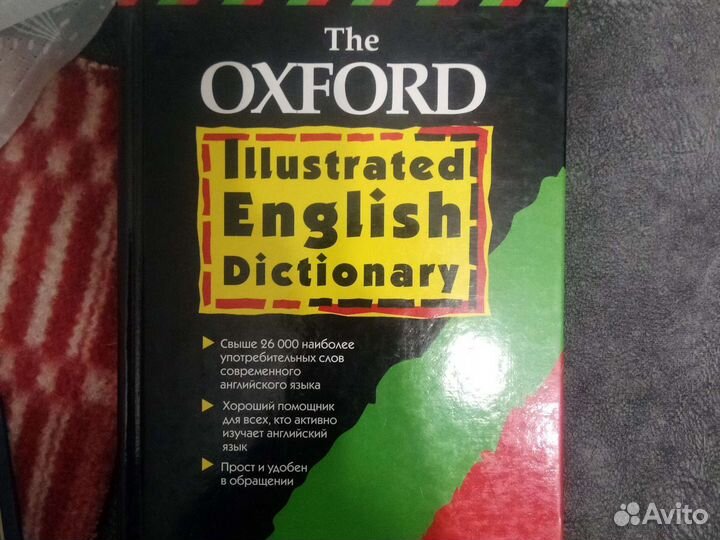 The
OXFORD
Illustrated
English
Dictionary
Свыше 26 000 наиболее
употребительных слов
современного
английского языка
Хороший помощник
для всех, кто активно
изучает английский
язык
Прост и удобен
в обращении
Avito